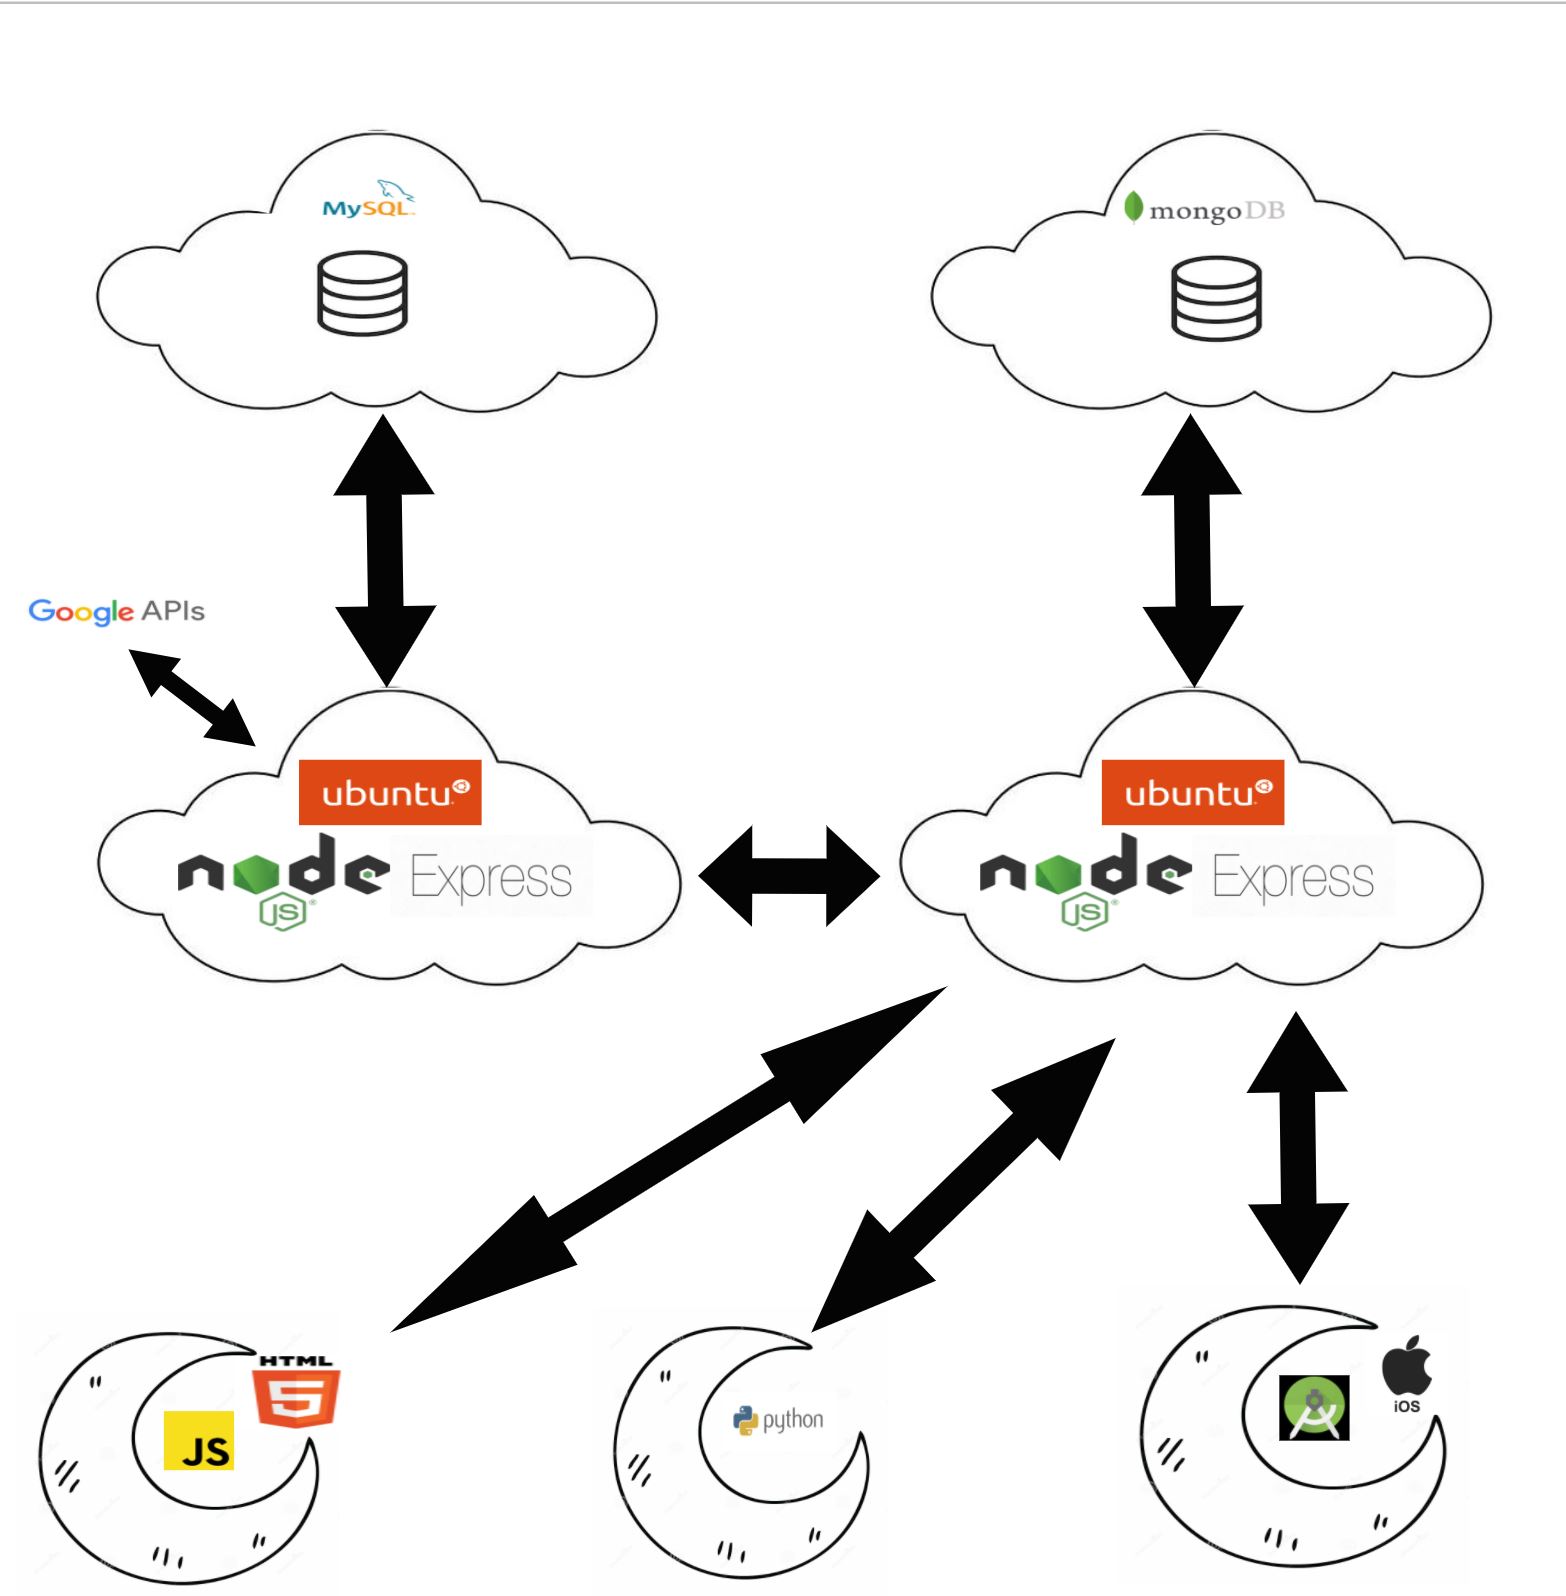 MySQL
mongoDB
Google APIs
ubuntu
node
JS
Express
ubuntu
node
JS
Express
HTML
5
JS
python
iOS